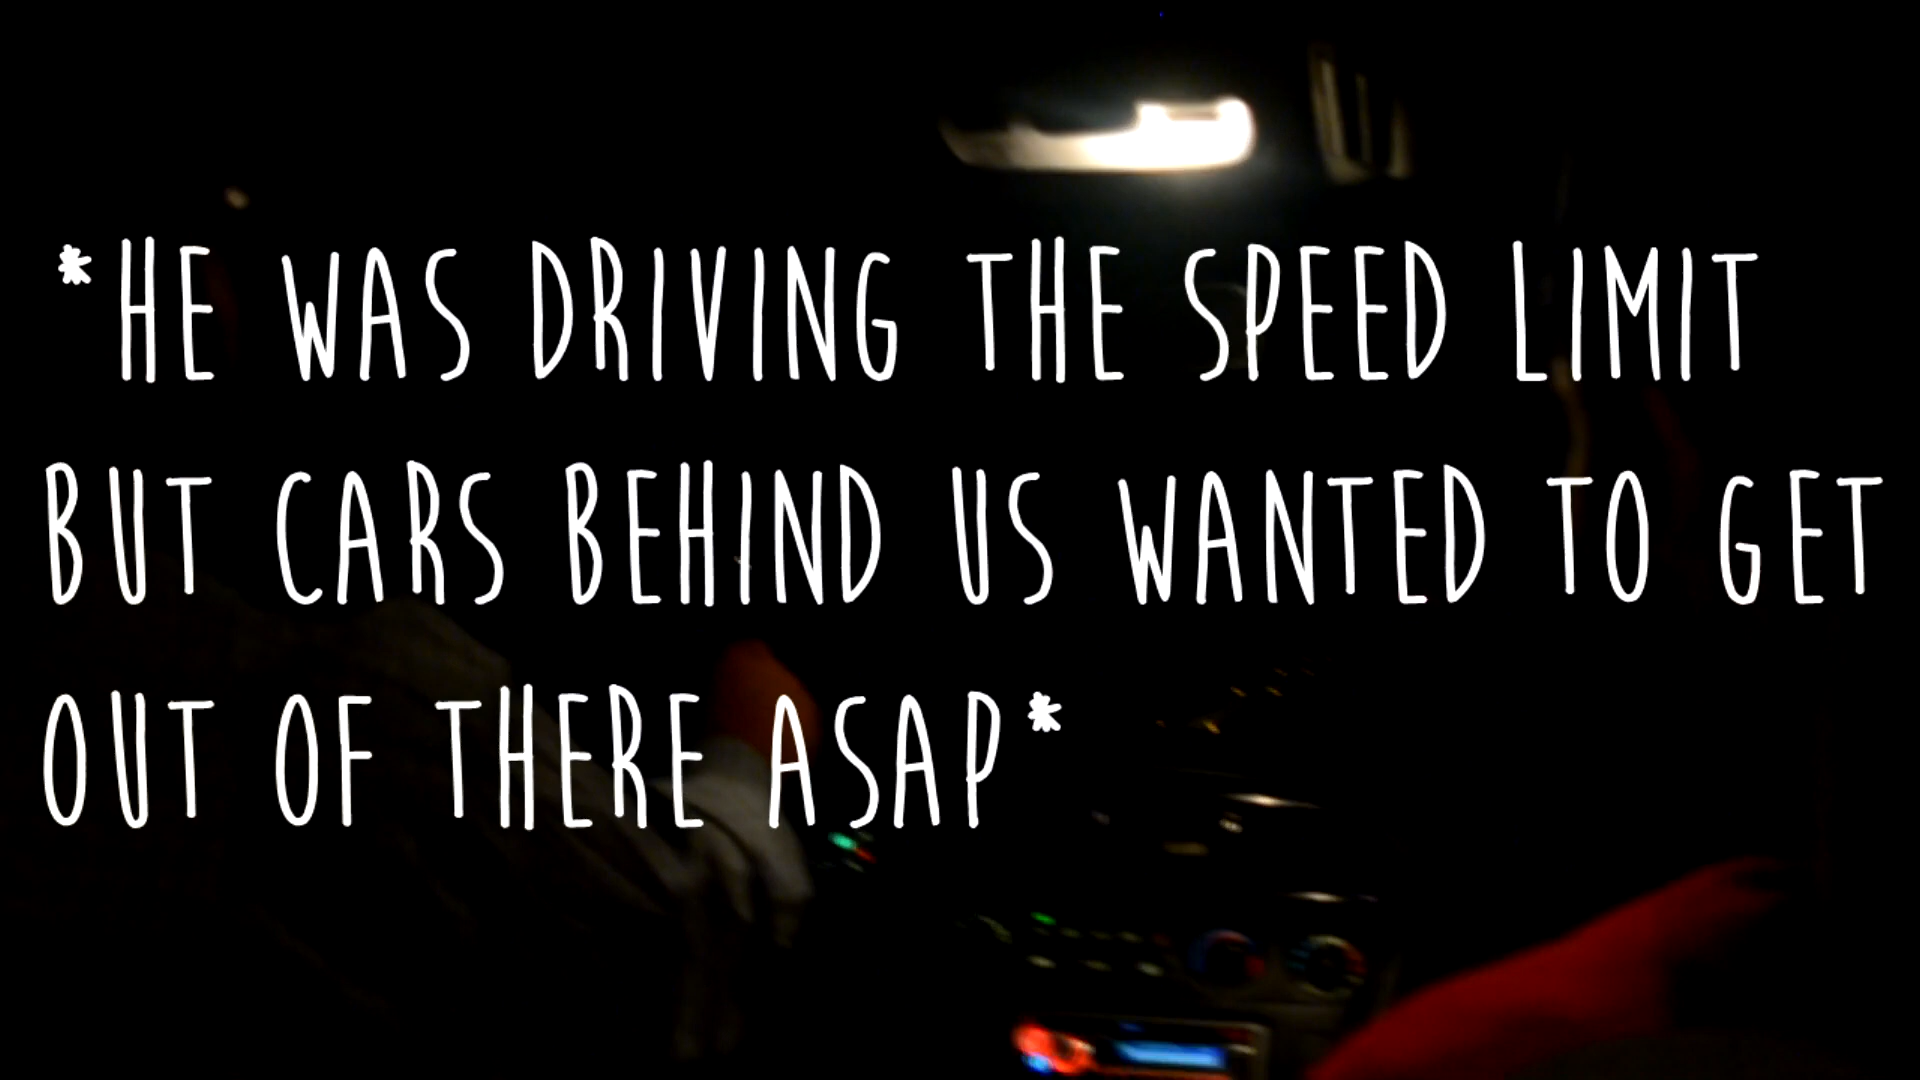 *HE WAS DRIVING THE SPEED LIMIT
BUT CARS BEHIND US WANTED TO GET
OUT OF THERE ASAP*